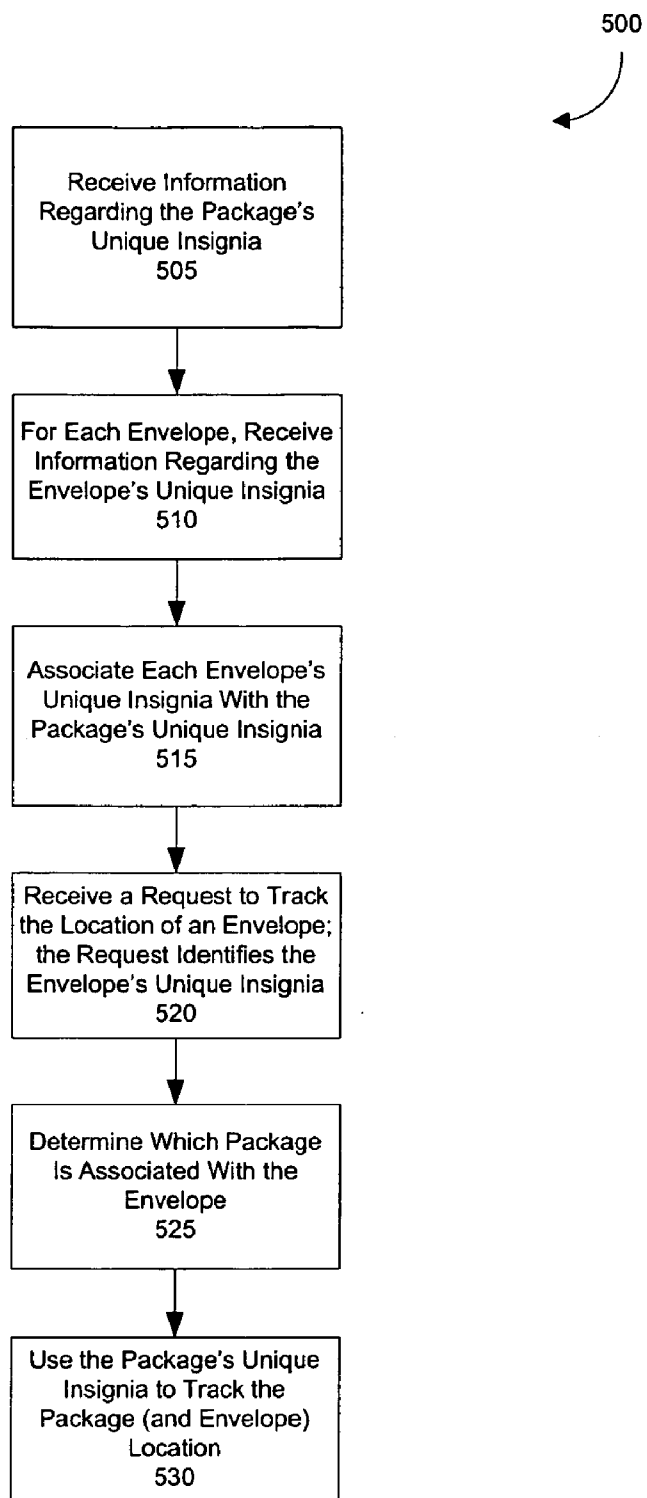 500
Receive Information
Regarding the Package's
Unique Insignia
505
For Each Envelope, Receive
Information Regarding the
Envelope's Unique Insignia
510
Associate Each Envelope's
Unique Insignia With the
Package's Unique Insignia
515
Receive a Request to Track
the Location of an Envelope;
the Request Identifies the
Envelope's Unique Insignia
520
Determine Which Package
Is Associated With the
Envelope
525
Use the Package's Unique
Insignia to Track the
Package (and Envelope)
Location
530